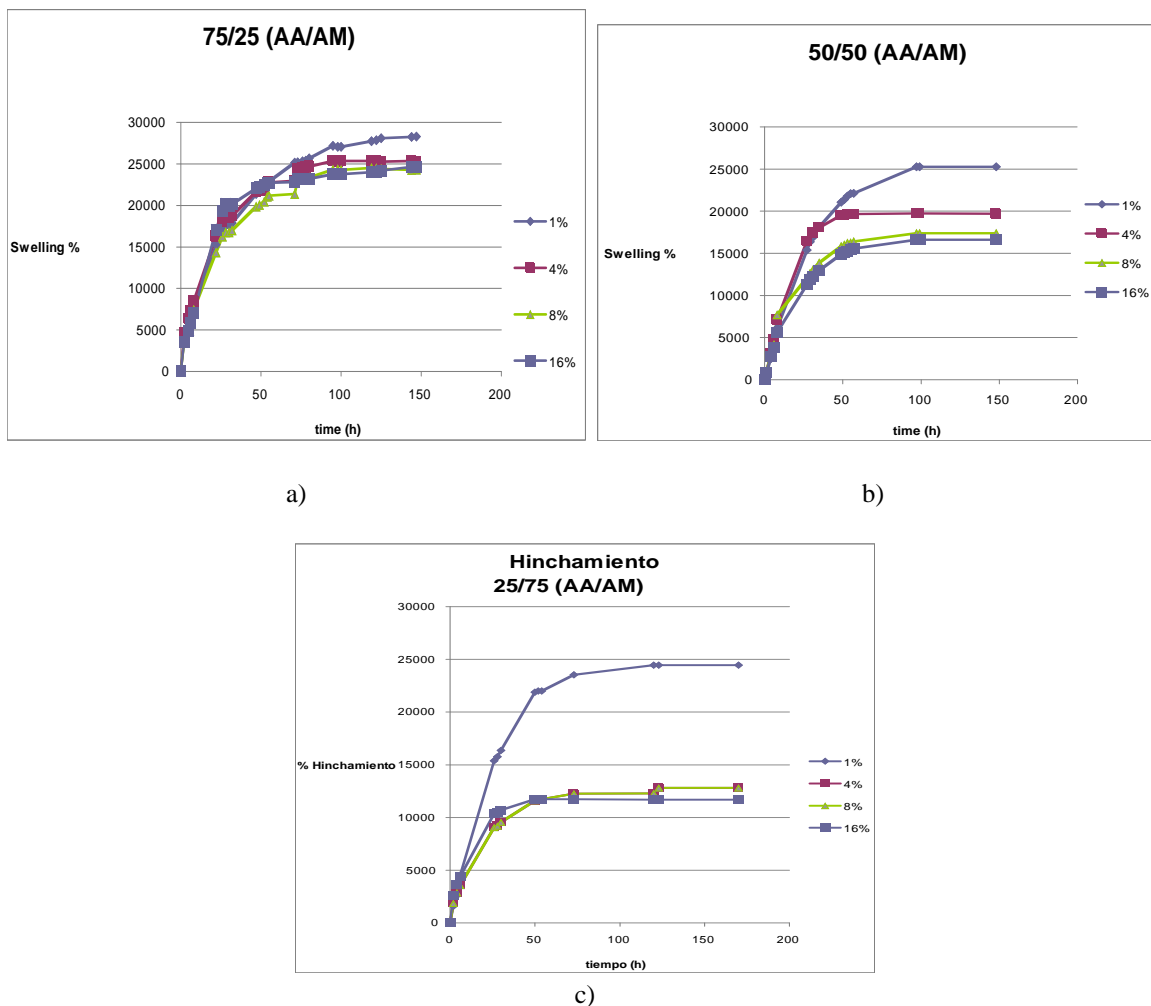 75/25 (AA/AM)
30000
25000
20000
15000
10000
5000
0
Swelling %
0 50 100 150 200
time (h)
1%
4%
8%
16%
a)
50/50 (AA/AM)
30000
25000
20000
15000
10000
5000
0
Swelling %
0 50 100 150 200
time (h)
1%
4%
8%
16%
b)
Hinchamiento
25/75 (AA/AM)
30000
25000
20000
15000
10000
5000
0
% Hinchamiento
0 50 100 150 200
tiempo (h)
1%
4%
8%
16%
c)